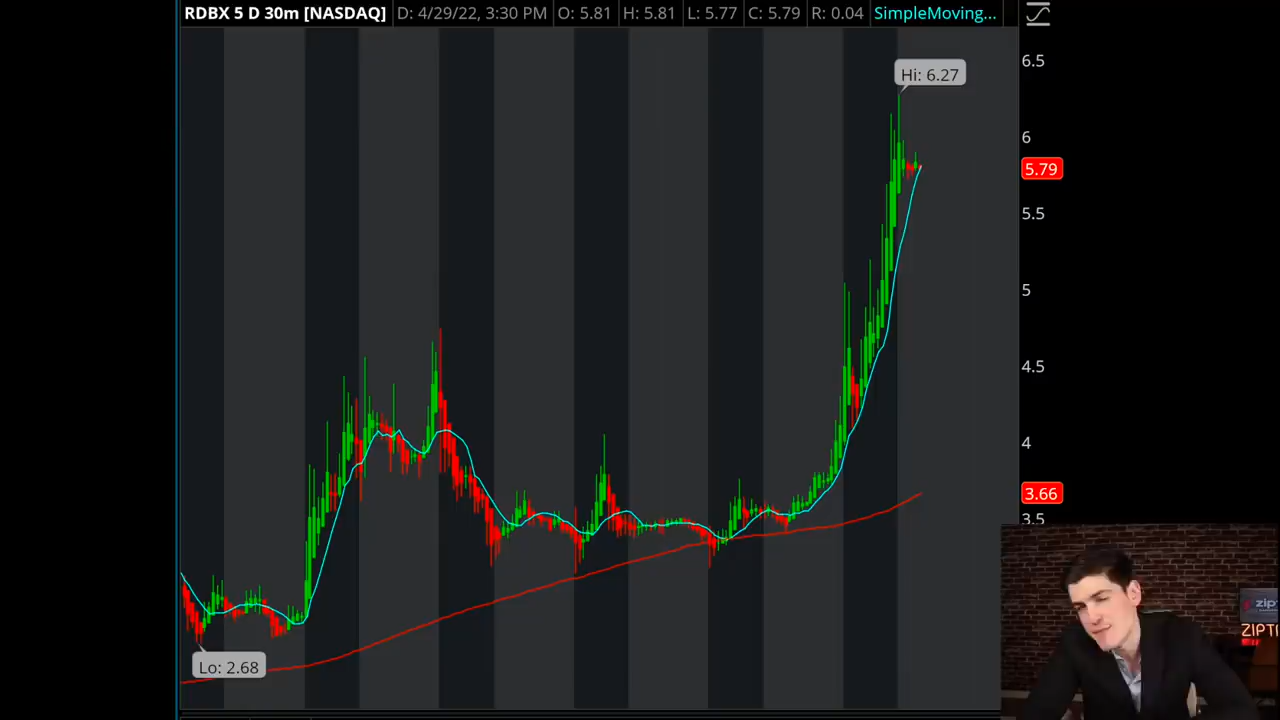 RDBX 5 D 30m [NASDAQ] D: 4/29/22, 3:30 PM O: 5.81 H: 5.81 L: 5.77 C: 5.79 R: 0.04 SimpleMoving...
6.5
Hi: 6.27
6
5.79
5.5
5
4.5
4
3.66
3.5
zip
ZIPTI
Lo: 2.68